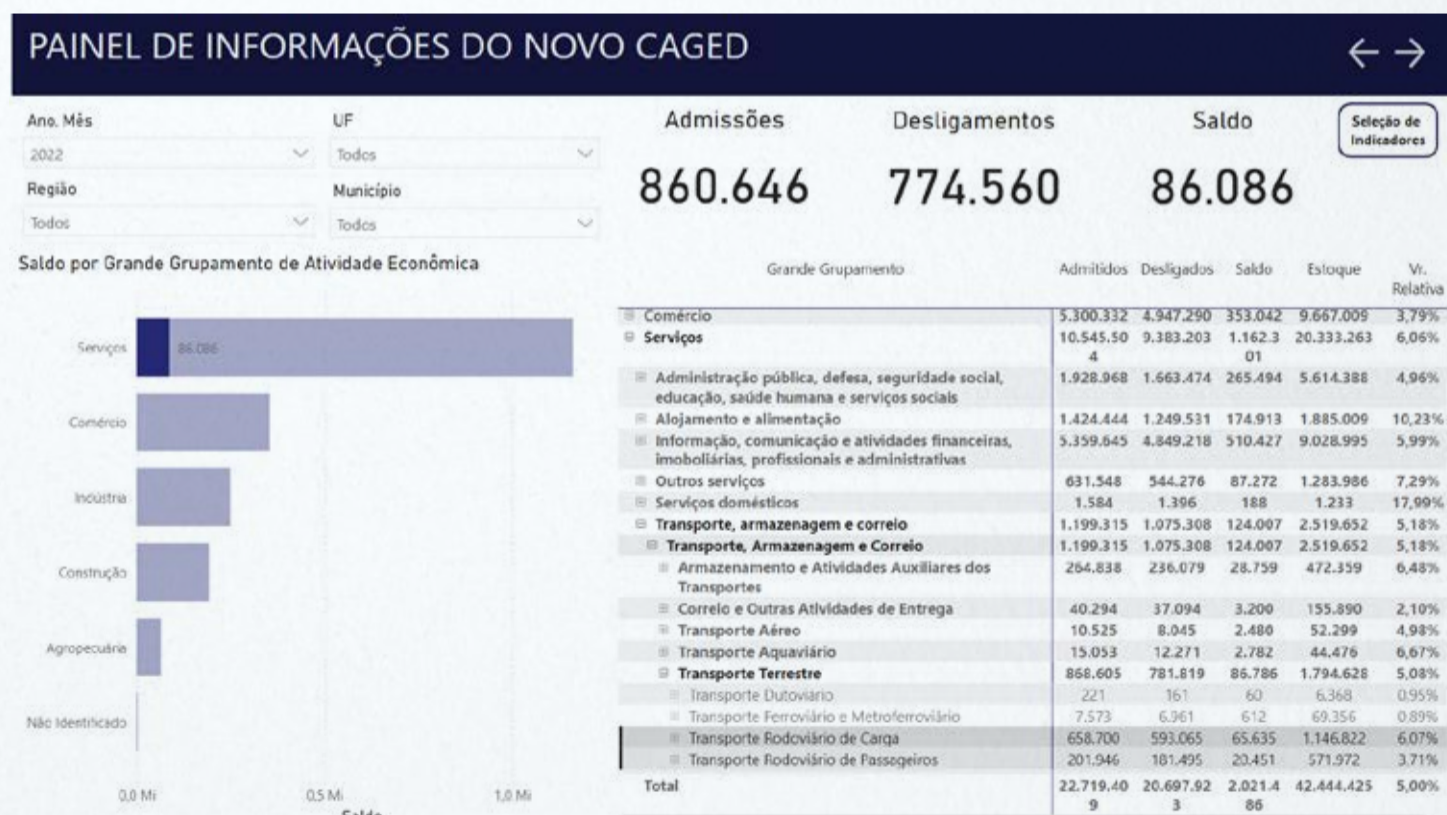 PAINEL DE INFORMAÇÕES DO NOVO CAGED
Ano. Mês
UF
2022
Todos
Região
Município
Todos
Todos
Admissões Desligamentos Saldo
Seleção de
Indicadores
860.646 774.560 86.086
Saldo por Grande Grupamento de Atividade Econômica
Serviços
86.086
Comércio
Indústria
Construção
Agropecuária
Não Identificado
0,0 Mi 0,5 Mi 1,0 Mi
Saldo
Grande Grupamento Admitidos Desligados Saldo Estoque Vr.
Relativa
Comércio 5.300.332 4.947.290 353.042 9.667.009 3,79%
Serviços 10.545.50 9.383.203 1.162.3 20.333.263 6,06%
4 01
Administração pública, defesa, seguridade social, 1.928.968 1.663.474 265.494 5.614.388 4,96%
educação, saúde humana e serviços sociais
Alojamento e alimentação 1.424.444 1.249.531 174.913 1.885.009 10,23%
Informação, comunicação e atividades financeiras, 5.359.645 4.849.218 510.427 9.028.995 5,99%
imobiliárias, profissionais e administrativas
Outros serviços 631.548 544.276 87.272 1.283.986 7,29%
Serviços domésticos 1.584 1.396 188 1.233 17,99%
Transporte, armazenagem e correio 1.199.315 1.075.308 124.007 2.519.652 5,18%
Transporte, Armazenagem e Correio 1.199.315 1.075.308 124.007 2.519.652 5,18%
Armazenamento e Atividades Auxiliares dos 264.838 236.079 28.759 472.359 6,48%
Transportes
Correio e Outras Atividades de Entrega 40.294 37.094 3.200 155.890 2,10%
Transporte Aéreo 10.525 8.045 2.480 52.299 4,98%
Transporte Aquaviário 15.053 12.271 2.782 44.476 6,67%
Transporte Terrestre 868.605 781.819 86.786 1.794.628 5,08%
Transporte Dutoviário 221 161 60 6.368 0,95%
Transporte Ferroviário e Metroferroviário 7.573 6.961 612 69.356 0,89%
Transporte Rodoviário de Carga 658.700 593.065 65.635 1.146.822 6,07%
Transporte Rodoviário de Passageiros 201.946 181.495 20.451 571.972 3,71%
Total 22.719.40 20.697.92 2.021.4 42.444.425 5,00%
9 3 86